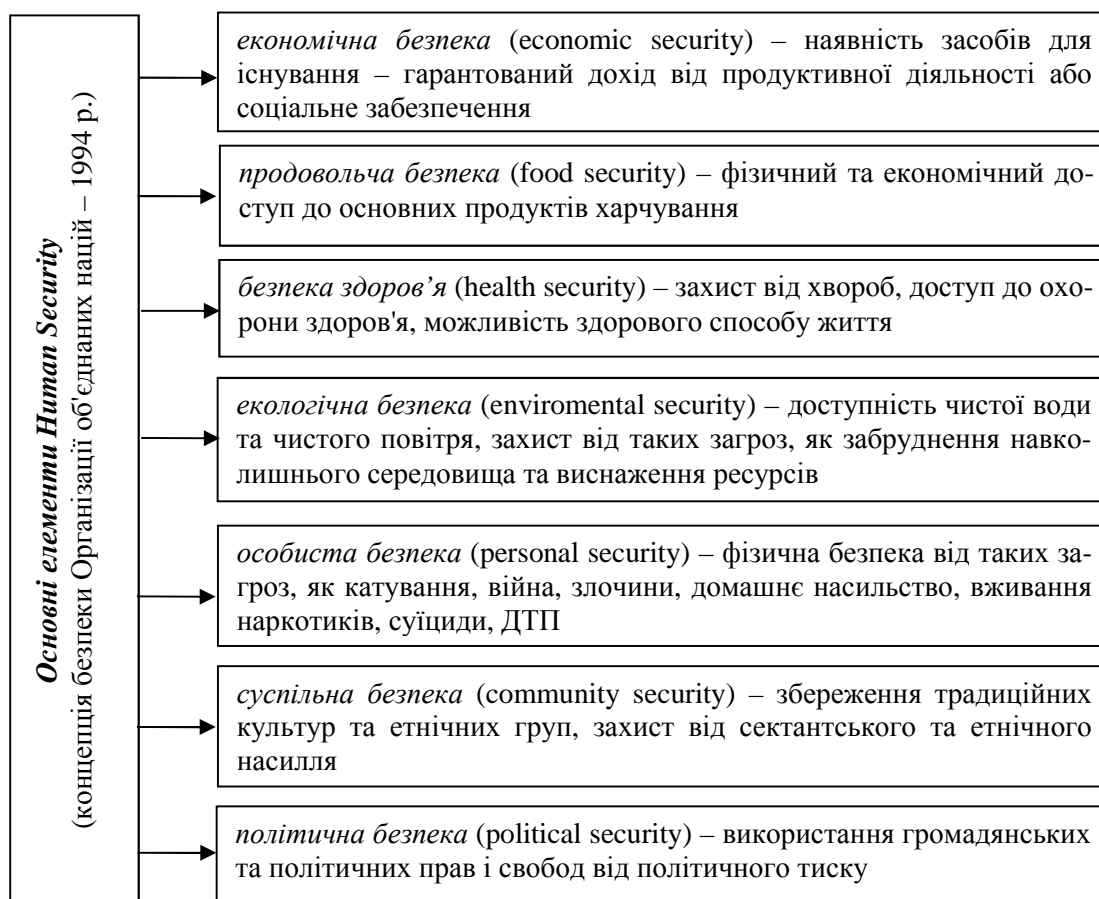 Основні елементи Human Security
(концепція безпеки Організації об'єднаних націй – 1994 р.)
економічна безпека (economic security) – наявність засобів для
існування – гарантований дохід від продуктивної діяльності або
соціальне забезпечення
продовольча безпека (food security) – фізичний та економічний до-
ступ до основних продуктів харчування
безпека здоров’я (health security) – захист від хвороб, доступ до охо-
рони здоров'я, можливість здорового способу життя
екологічна безпека (enviromental security) – доступність чистої води
та чистого повітря, захист від таких загроз, як забруднення навко-
лишнього середовища та виснаження ресурсів
особиста безпека (personal security) – фізична безпека від таких за-
гроз, як катування, війна, злочини, домашнє насильство, вживання
наркотиків, суїциди, ДТП
суспільна безпека (community security) – збереження традиційних
культур та етнічних груп, захист від сектантського та етнічного
насилля
політична безпека (political security) – використання громадянських
та політичних прав і свобод від політичного тиску